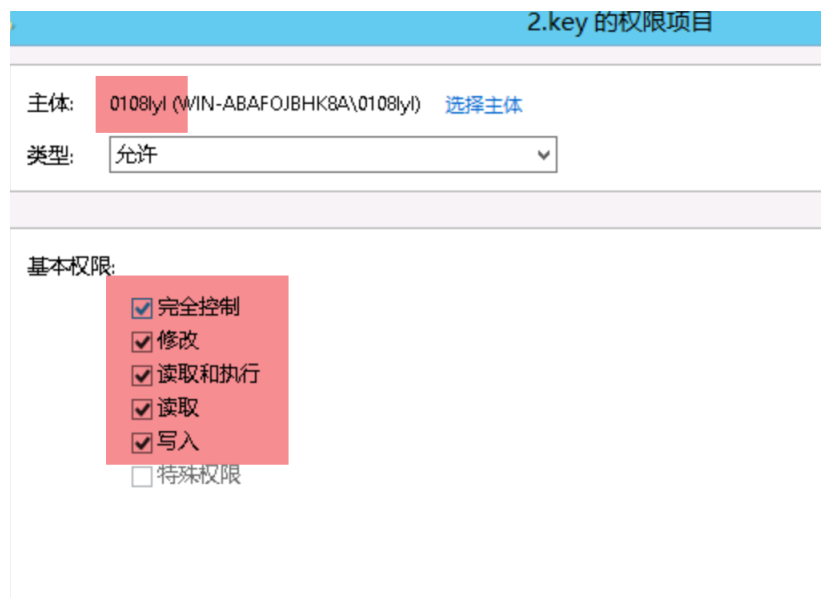 2.key 的权限项目
主体: 0108lyl (WIN-ABAFOJBHK8A\0108lyl) 选择主体
类型: 允许
基本权限:
完全控制
修改
读取和执行
读取
写入
特殊权限